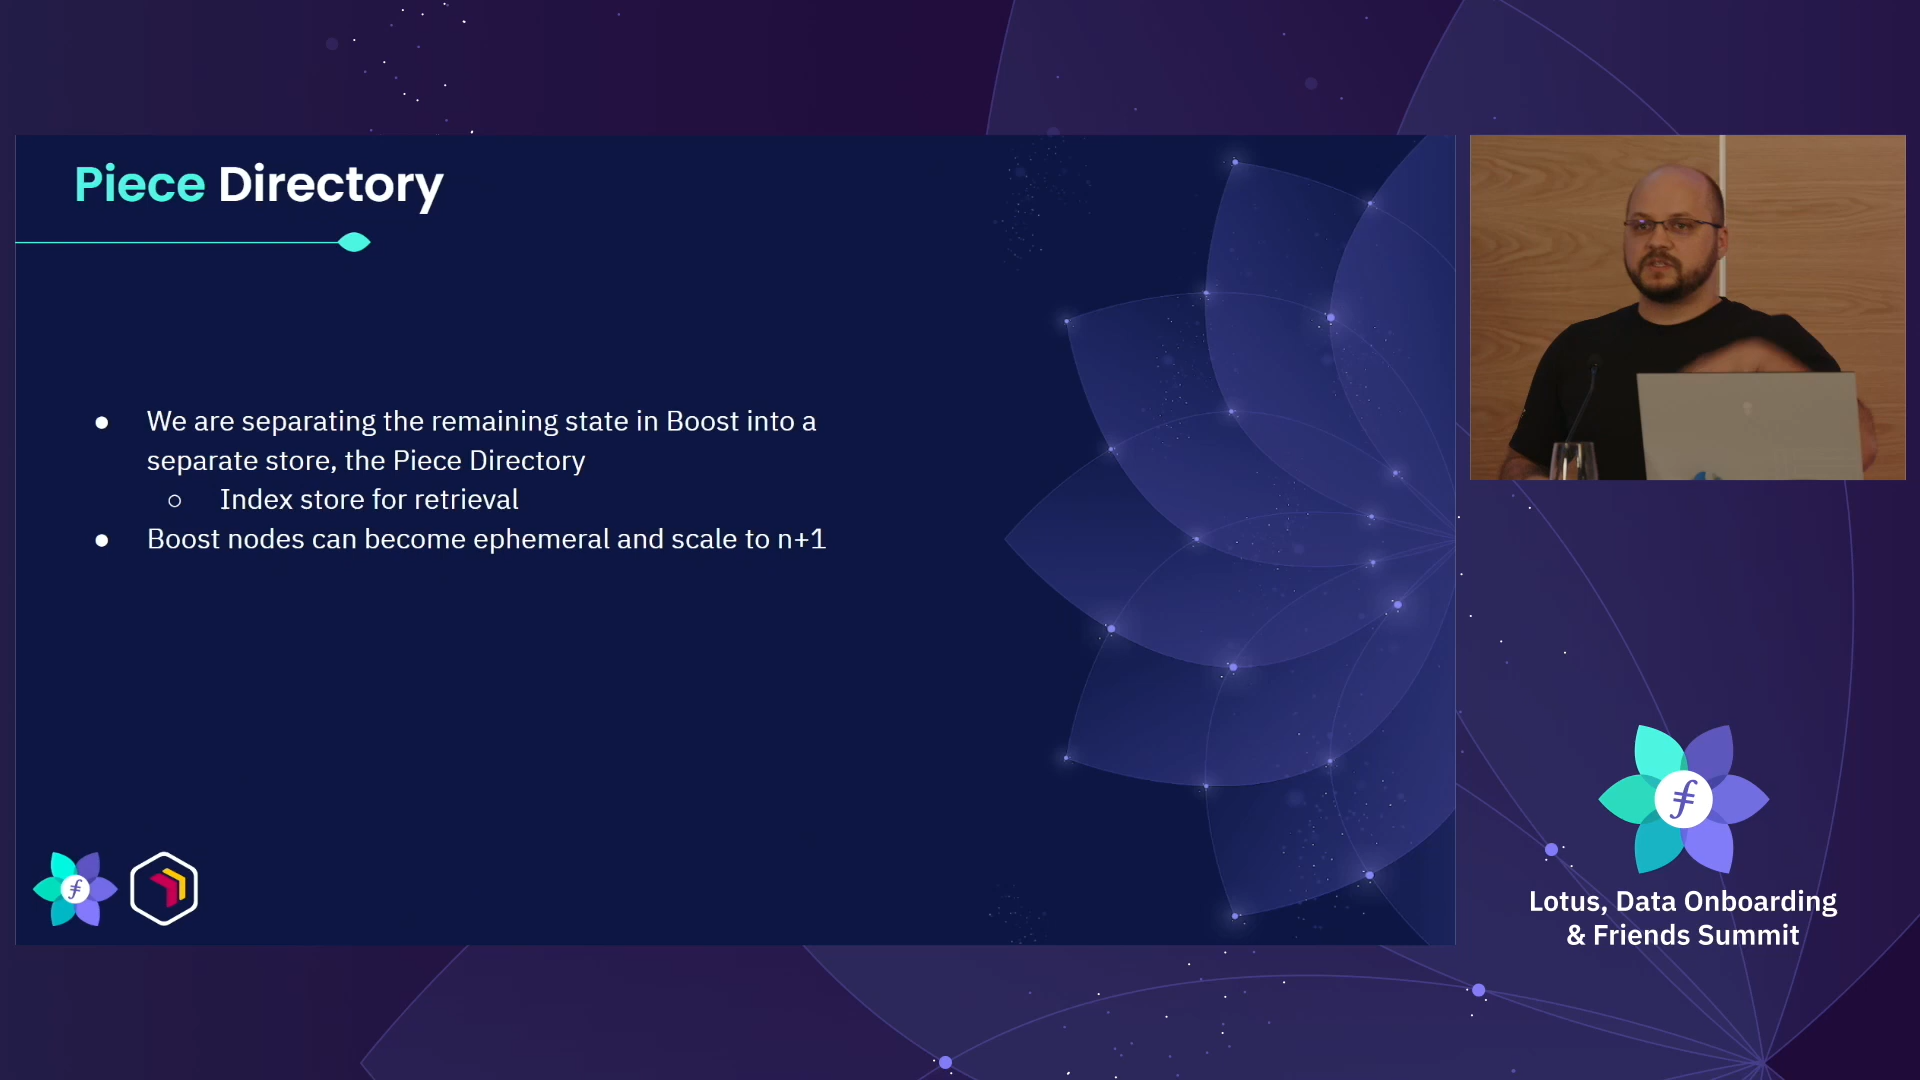 Piece Directory
We are separating the remaining state in Boost into a
separate store, the Piece Directory
Index store for retrieval
Boost nodes can become ephemeral and scale to n+1
Lotus, Data Onboarding
& Friends Summit